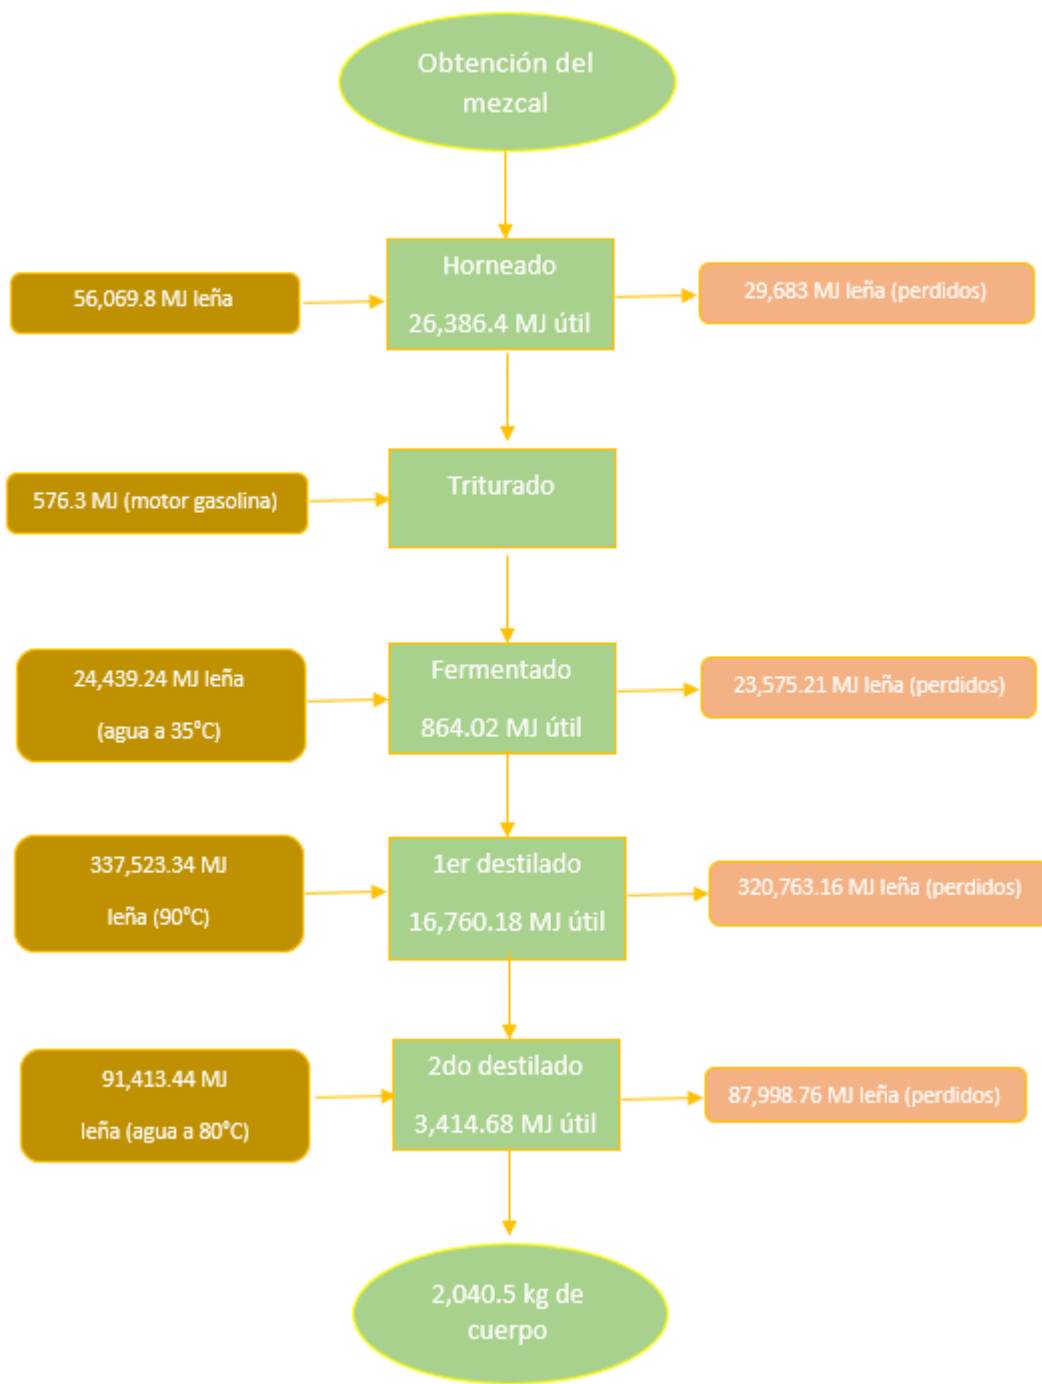 Obtención del
mezcal
56,069.8 MJ leña
Horneado
26,386.4 MJ útil
29,683 MJ leña (perdidos)
576.3 MJ (motor gasolina)
Triturado
24,439.24 MJ leña
(agua a 35°C)
Fermentado
864.02 MJ útil
23,575.21 MJ leña (perdidos)
337,523.34 MJ
leña (90°C)
1er destilado
16,760.18 MJ útil
320,763.16 MJ leña (perdidos)
91,413.44 MJ
leña (agua a 80°C)
2do destilado
3,414.68 MJ útil
87,998.76 MJ leña (perdidos)
2,040.5 kg de
cuerpo